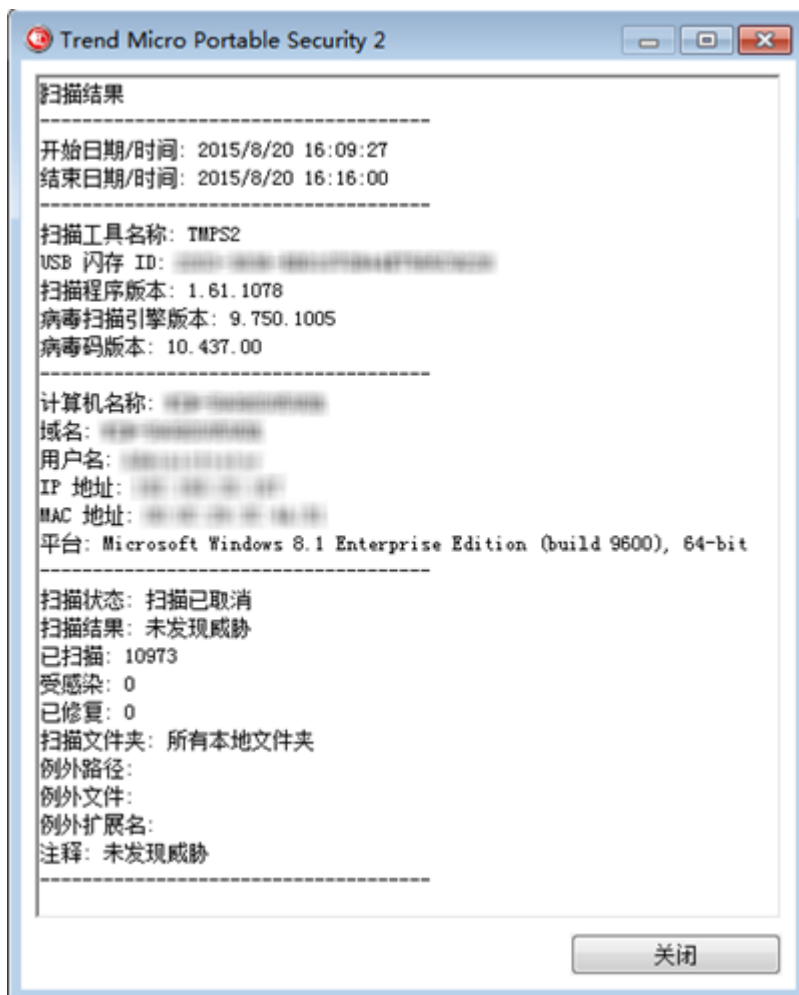 Trend Micro Portable Security 2
扫描结果
-------------------------------------
开始日期/时间: 2015/8/20 16:09:27
结束日期/时间: 2015/8/20 16:16:00
-------------------------------------
扫描工具名称: TMPS2
USB 闪存 ID:
扫描程序版本: 1.61.1078
病毒扫描引擎版本: 9.750.1005
病毒码版本: 10.437.00
-------------------------------------
计算机名称:
域名:
用户名:
IP 地址:
MAC 地址:
平台: Microsoft Windows 8.1 Enterprise Edition (build 9600), 64-bit
-------------------------------------
扫描状态: 扫描已取消
扫描结果: 未发现威胁
已扫描: 10973
受感染: 0
已修复: 0
扫描文件夹: 所有本地文件夹
例外路径:
例外文件:
例外扩展名:
注释: 未发现威胁
-------------------------------------
关闭